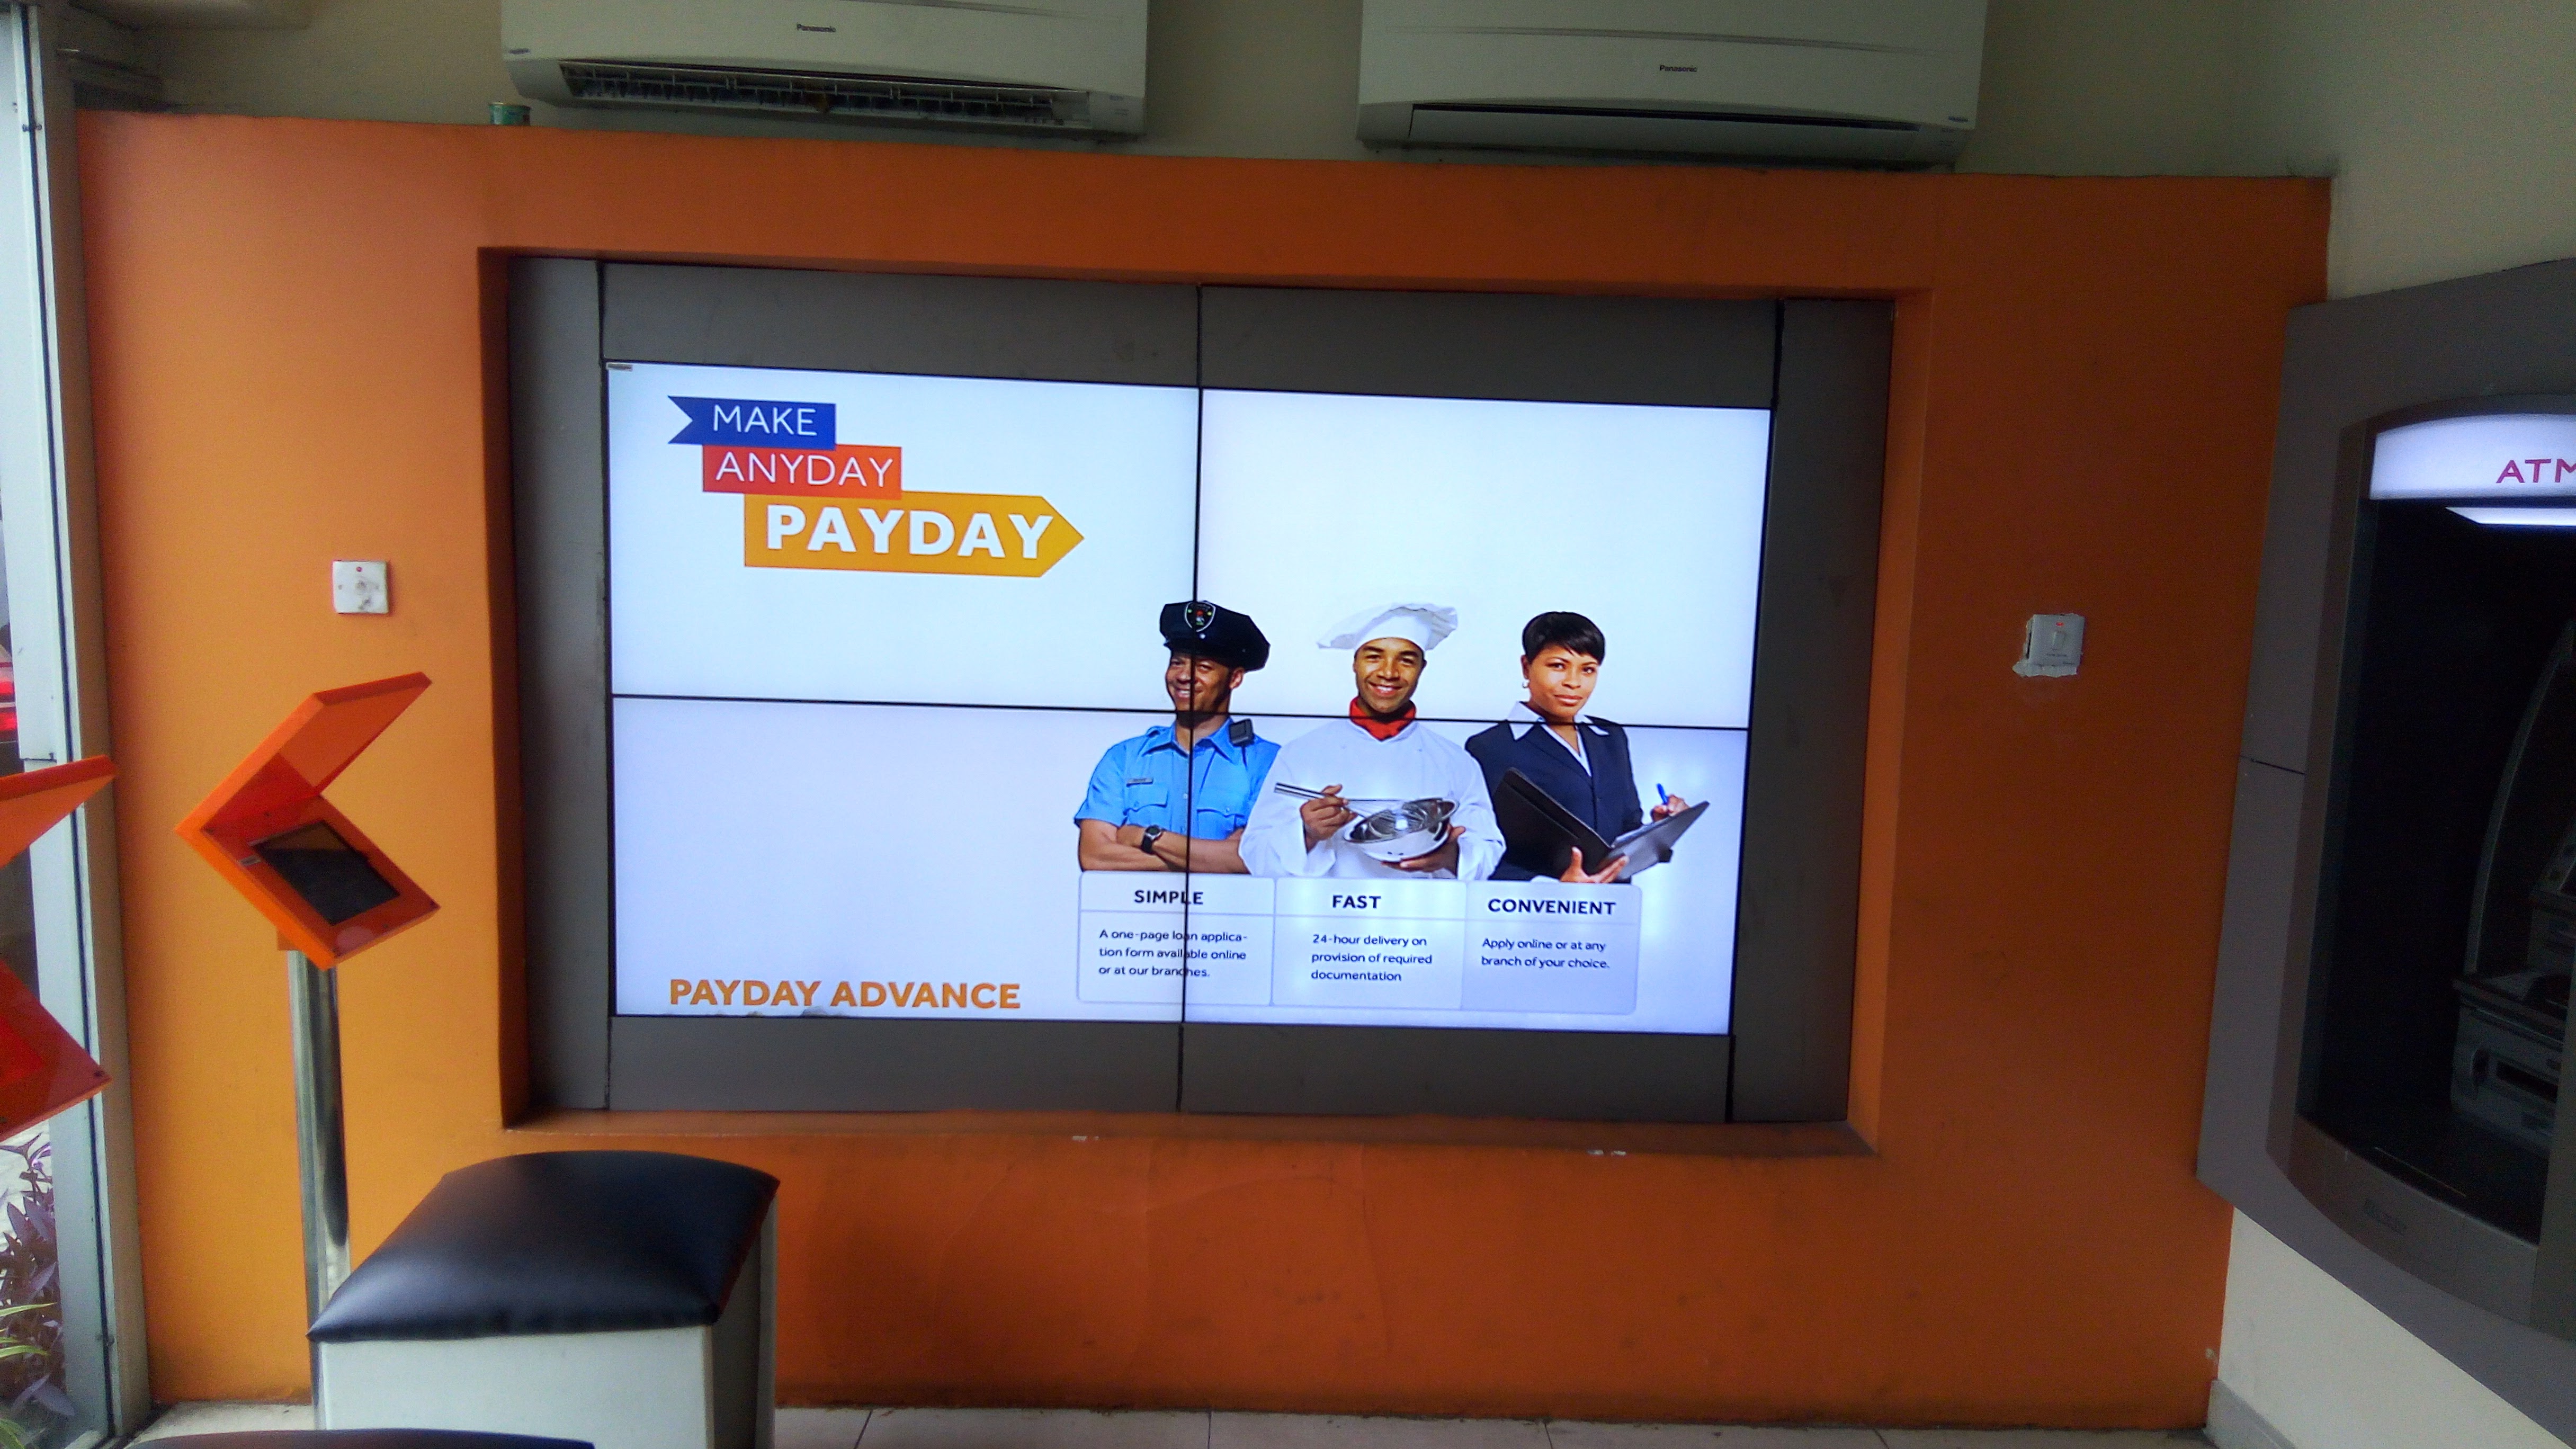 Panasonic
Panasonic
MAKE
ANYDAY
PAYDAY
ATM
SIMPLE
A one-page loan applica-
tion form available online
or at our branches.
FAST
24-hour delivery on
provision of required
documentation
CONVENIENT
Apply online or at any
branch of your choice.
PAYDAY ADVANCE